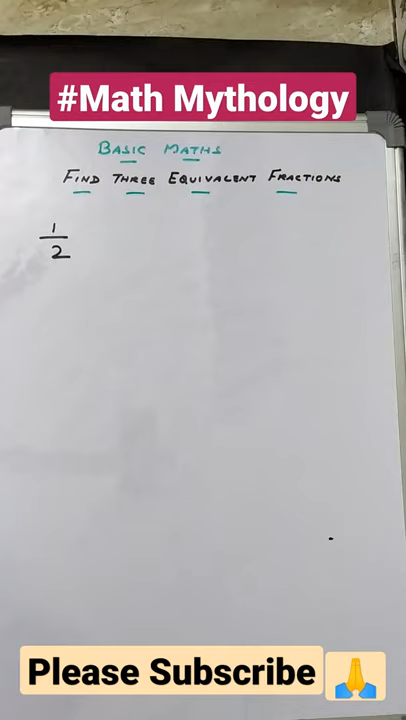 #Math Mythology
BASIC MATHS
FIND THREE EQUIVALENT FRACTIONS
1
2
Please Subscribe🙏